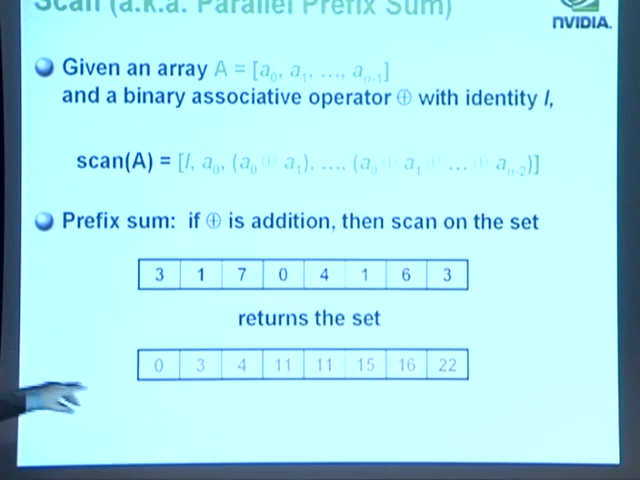 Scan (a.k.a. Parallel Prefix Sum)
NVIDIA.
Given an array A = [a0, a1, …, an-1]
and a binary associative operator ⊕ with identity I,
scan(A) = [I, a0, (a0 ⊕ a1), …, (a0 ⊕ a1 ⊕ … ⊕ an-2)]
Prefix sum: if ⊕ is addition, then scan on the set
3 1 7 0 4 1 6 3
returns the set
0 3 4 11 11 15 16 22